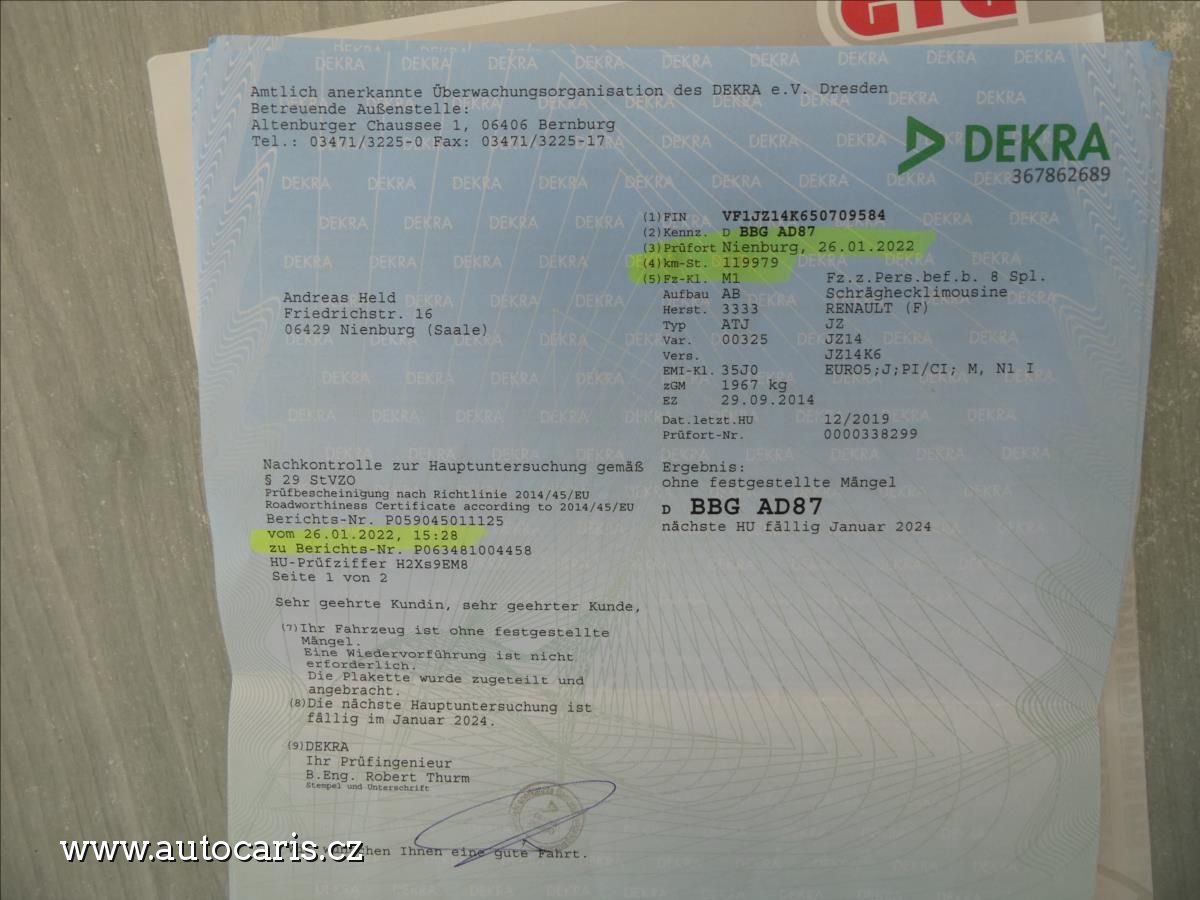 GTÜ
Amtlich anerkannte Überwachungsorganisation des DEKRA e.V. Dresden
Betreuende Außenstelle:
Altenburger Chaussee 1, 06406 Bernburg
Tel.: 03471/3225-0 Fax: 03471/3225-17
DEKRA
367862689
(1) FIN VF1JZ14K650709584
(2) Kennz. D BBG AD87
(3) Prüfort Nienburg, 26.01.2022
(4) km-St. 119979
(5) Fz-Kl. M1 Fz.z.Pers.bef.b. 8 Spl.
Aufbau AB Schräghecklimousine
Herst. 3333 RENAULT (F)
Typ ATJ JZ
Var. 00325 JZ14
Vers. JZ14K6
EMI-Kl. 35J0 EURO5;J;PI/CI; M, N1 I
zGM 1967 kg
EZ 29.09.2014
Dat.letzt.HU 12/2019
Prüfort-Nr. 0000338299
Andreas Held
Friedrichstr. 16
06429 Nienburg (Saale)
Nachkontrolle zur Hauptuntersuchung gemäß
§ 29 StVZO
Prüfbescheinigung nach Richtlinie 2014/45/EU
Roadworthiness Certificate according to 2014/45/EU
Berichts-Nr. P059045011125
vom 26.01.2022, 15:28
zu Berichts-Nr. P063481004458
HU-Prüfziffer H2Xs9EM8
Seite 1 von 2
Ergebnis:
ohne festgestellte Mängel
D BBG AD87
nächste HU fällig Januar 2024
Sehr geehrte Kundin, sehr geehrter Kunde,
(7) Ihr Fahrzeug ist ohne festgestellte
Mängel.
Eine Wiedervorführung ist nicht
erforderlich.
Die Plakette wurde zugeteilt und
angebracht.
(8) Die nächste Hauptuntersuchung ist
fällig im Januar 2024.
(9) DEKRA
Ihr Prüfingenieur
B.Eng. Robert Thurm
Stempel und Unterschrift
wünschen Ihnen eine gute Fahrt.
www.autocaris.cz